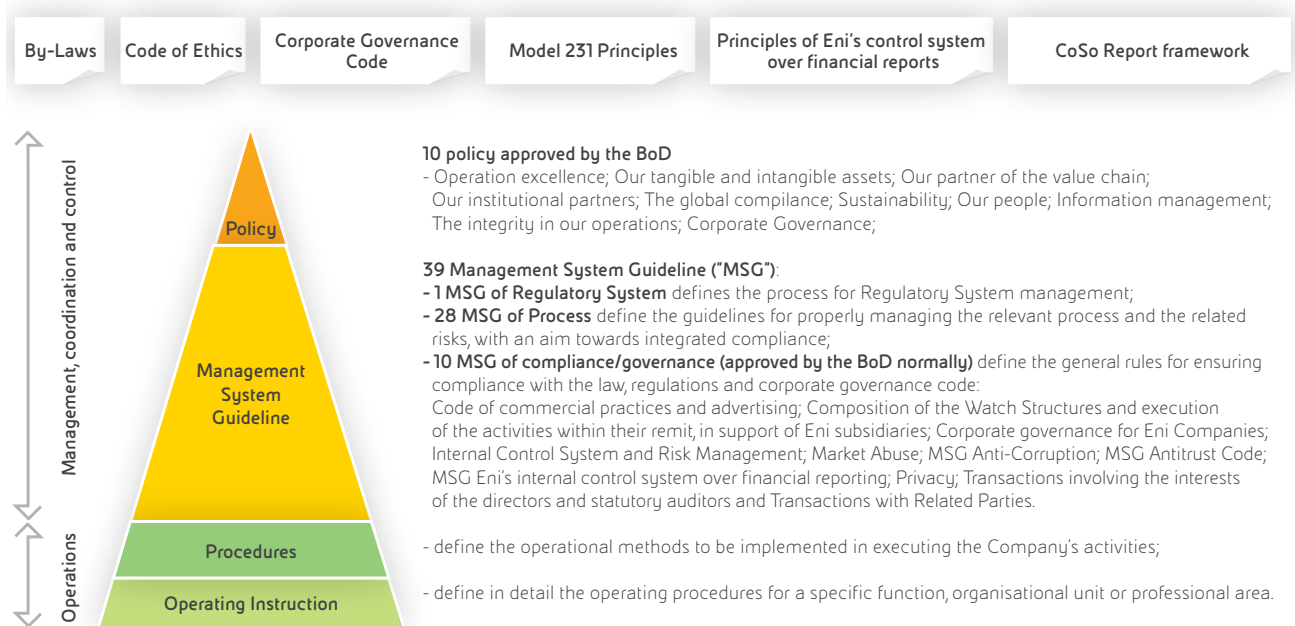 By-Laws
Code of Ethics
Corporate Governance
Code
Model 231 Principles
Principles of Eni's control system
over financial reports
CoSo Report framework
Management, coordination and control
Operations
Policy
Management
System
Guideline
Procedures
Operating Instruction
10 policy approved by the BoD
- Operation excellence; Our tangible and intangible assets; Our partner of the value chain;
Our institutional partners; The global compilance; Sustainability; Our people; Information management;
The integrity in our operations; Corporate Governance;
39 Management System Guideline ("MSG"):
- 1 MSG of Regulatory System defines the process for Regulatory System management;
- 28 MSG of Process define the guidelines for properly managing the relevant process and the related
risks, with an aim towards integrated compliance;
- 10 MSG of compliance/governance (approved by the BoD normally) define the general rules for ensuring
compliance with the law, regulations and corporate governance code:
Code of commercial practices and advertising; Composition of the Watch Structures and execution
of the activities within their remit, in support of Eni subsidiaries; Corporate governance for Eni Companies;
Internal Control System and Risk Management; Market Abuse; MSG Anti-Corruption; MSG Antitrust Code;
MSG Eni's internal control system over financial reporting; Privacy; Transactions involving the interests
of the directors and statutory auditors and Transactions with Related Parties.
- define the operational methods to be implemented in executing the Company's activities;
- define in detail the operating procedures for a specific function, organisational unit or professional area.